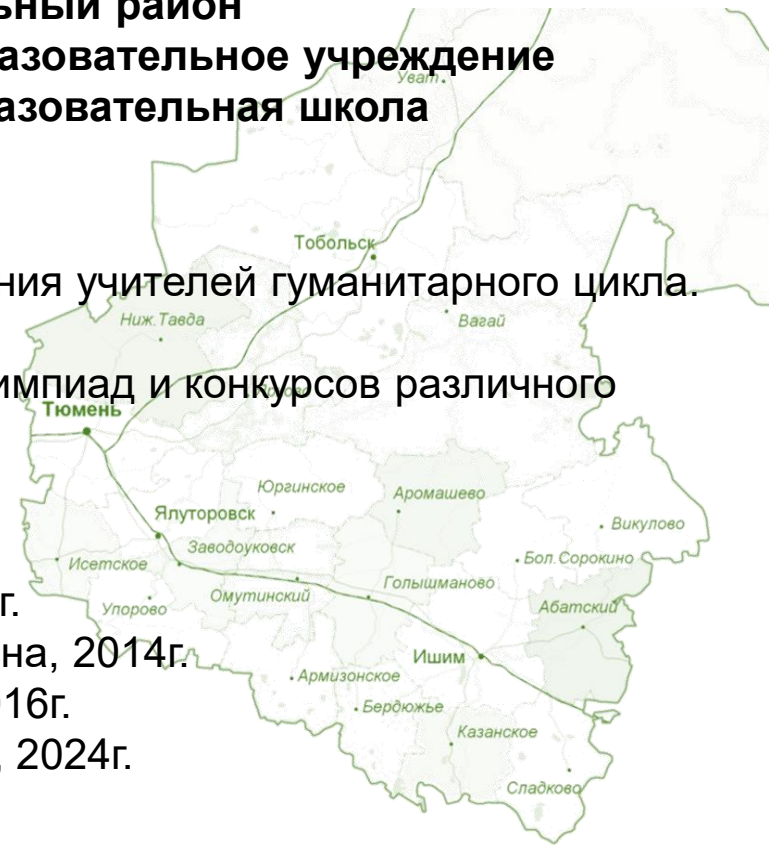 ьный район
азовательное учреждение
Уват
азовательная школа
Тобольск
ния учителей гуманитарного цикла.
Ниж.Тавда
Вагай
импиад и конкурсов различного
Тюмень
Юргинское
Аромашево
Ялуторовск
Викулово
Заводоуковск
Бол.Сорокино
Исетское
Голышманово
Омутинский
г.
Упорово
Абатский
на, 2014г.
Ишим
Армизонское
16г.
Бердюжье
Казанское
, 2024г.
Сладково